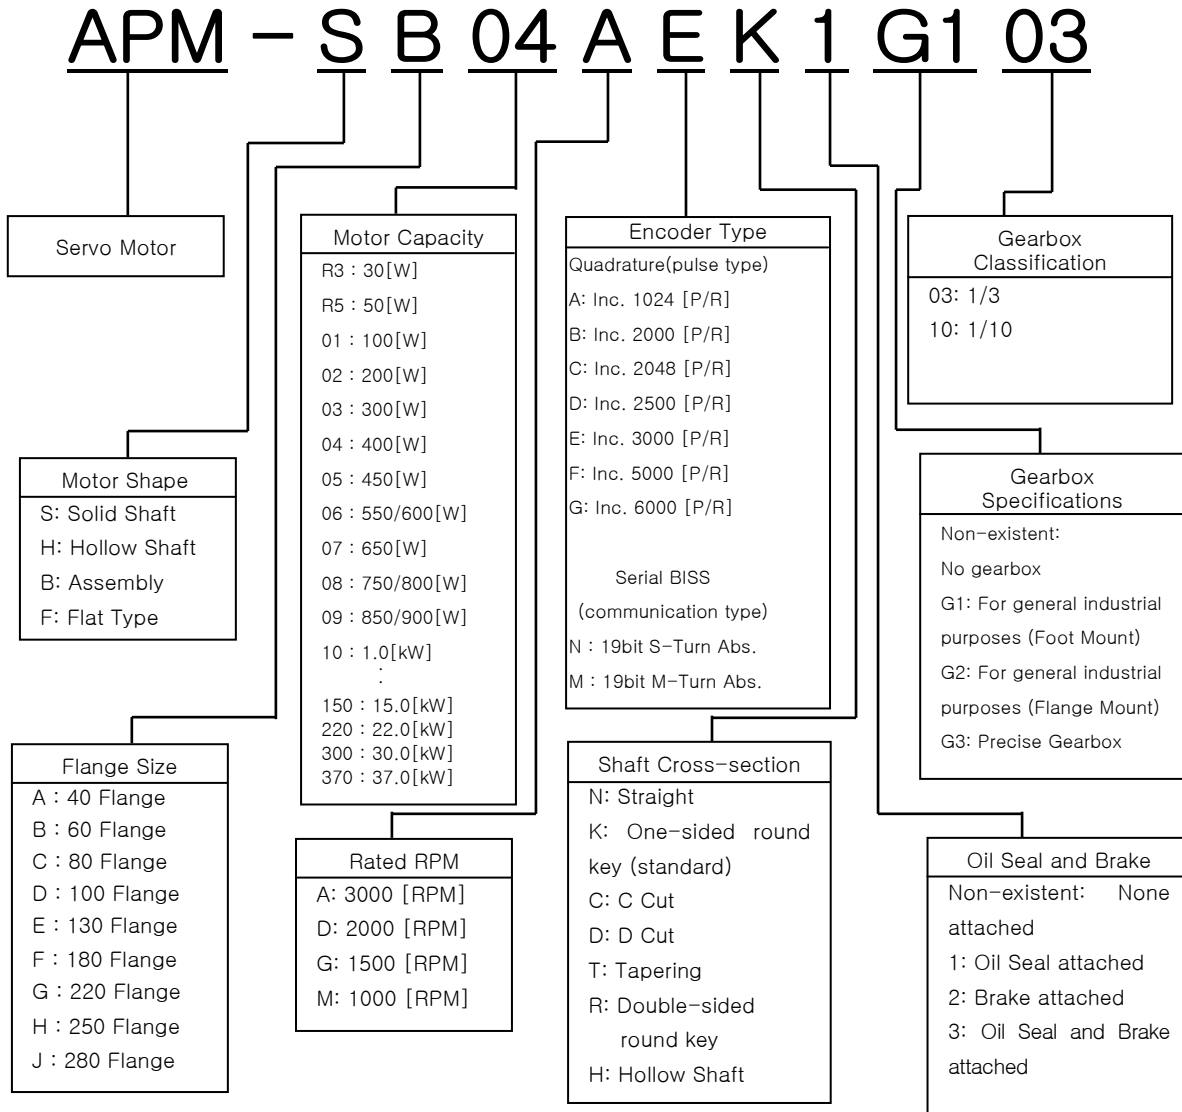 APM - S B 04 A E K 1 G1 03
Servo Motor
Motor Shape
S: Solid Shaft
H: Hollow Shaft
B: Assembly
F: Flat Type
Flange Size
A : 40 Flange
B : 60 Flange
C : 80 Flange
D : 100 Flange
E : 130 Flange
F : 180 Flange
G : 220 Flange
H : 250 Flange
J : 280 Flange
Motor Capacity
R3 : 30[W]
R5 : 50[W]
01 : 100[W]
02 : 200[W]
03 : 300[W]
04 : 400[W]
05 : 450[W]
06 : 550/600[W]
07 : 650[W]
08 : 750/800[W]
09 : 850/900[W]
10 : 1.0[kW]
:
150 : 15.0[kW]
220 : 22.0[kW]
300 : 30.0[kW]
370 : 37.0[kW]
Rated RPM
A: 3000 [RPM]
D: 2000 [RPM]
G: 1500 [RPM]
M: 1000 [RPM]
Encoder Type
Quadrature(pulse type)
A: Inc. 1024 [P/R]
B: Inc. 2000 [P/R]
C: Inc. 2048 [P/R]
D: Inc. 2500 [P/R]
E: Inc. 3000 [P/R]
F: Inc. 5000 [P/R]
G: Inc. 6000 [P/R]
Serial BISS
(communication type)
N : 19bit S-Turn Abs.
M : 19bit M-Turn Abs.
Shaft Cross-section
N: Straight
K: One-sided round
key (standard)
C: C Cut
D: D Cut
T: Tapering
R: Double-sided
round key
H: Hollow Shaft
Gearbox
Classification
03: 1/3
10: 1/10
Gearbox
Specifications
Non-existent:
No gearbox
G1: For general industrial
purposes (Foot Mount)
G2: For general industrial
purposes (Flange Mount)
G3: Precise Gearbox
Oil Seal and Brake
Non-existent: None
attached
1: Oil Seal attached
2: Brake attached
3: Oil Seal and Brake
attached